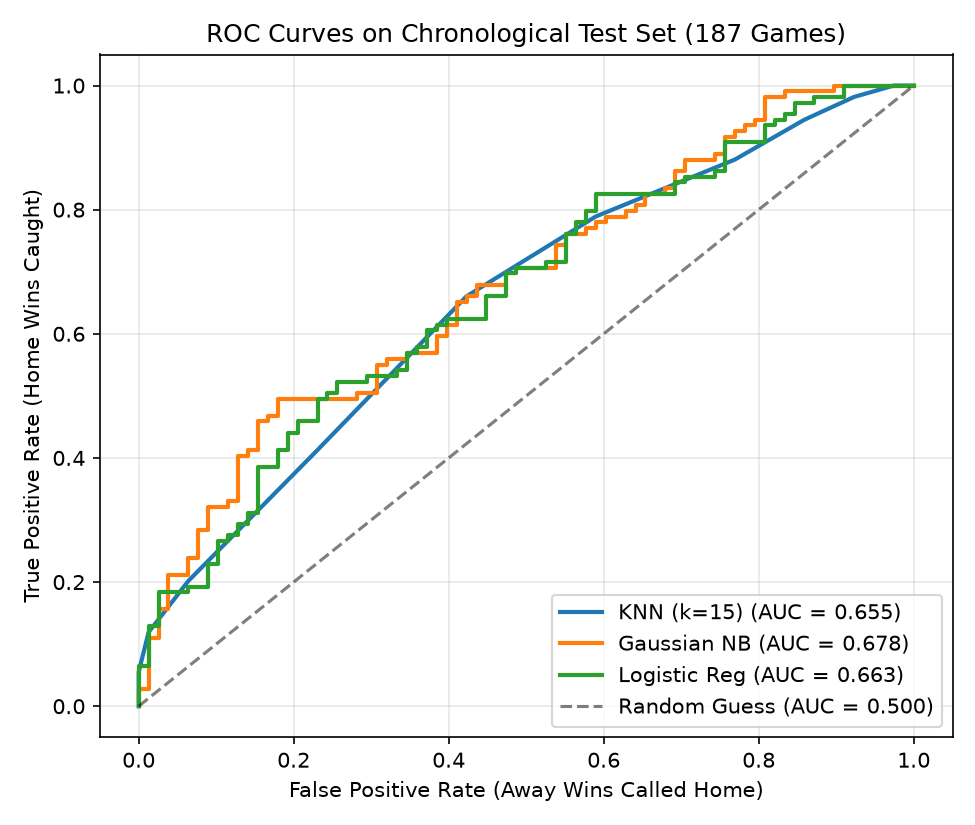 ROC Curves on Chronological Test Set (187 Games)
True Positive Rate (Home Wins Caught)
1.0
0.8
0.6
0.4
0.2
0.0
KNN (k=15) (AUC = 0.655)
Gaussian NB (AUC = 0.678)
Logistic Reg (AUC = 0.663)
Random Guess (AUC = 0.500)
0.0 0.2 0.4 0.6 0.8 1.0
False Positive Rate (Away Wins Called Home)